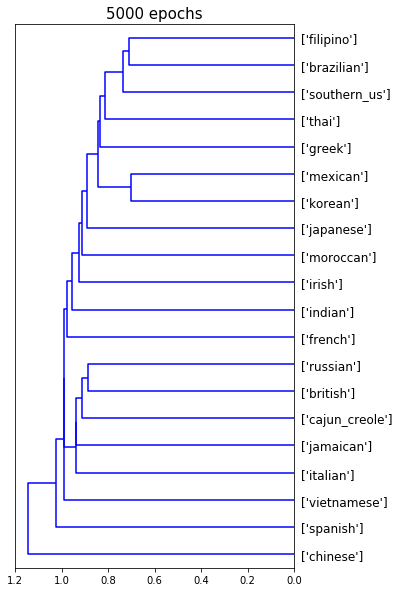 5000 epochs
['filipino']
['brazilian']
['southern_us']
['thai']
['greek']
['mexican']
['korean']
['japanese']
['moroccan']
['irish']
['indian']
['french']
['russian']
['british']
['cajun_creole']
['jamaican']
['italian']
['vietnamese']
['spanish']
['chinese']
1.2 1.0 0.8 0.6 0.4 0.2 0.0